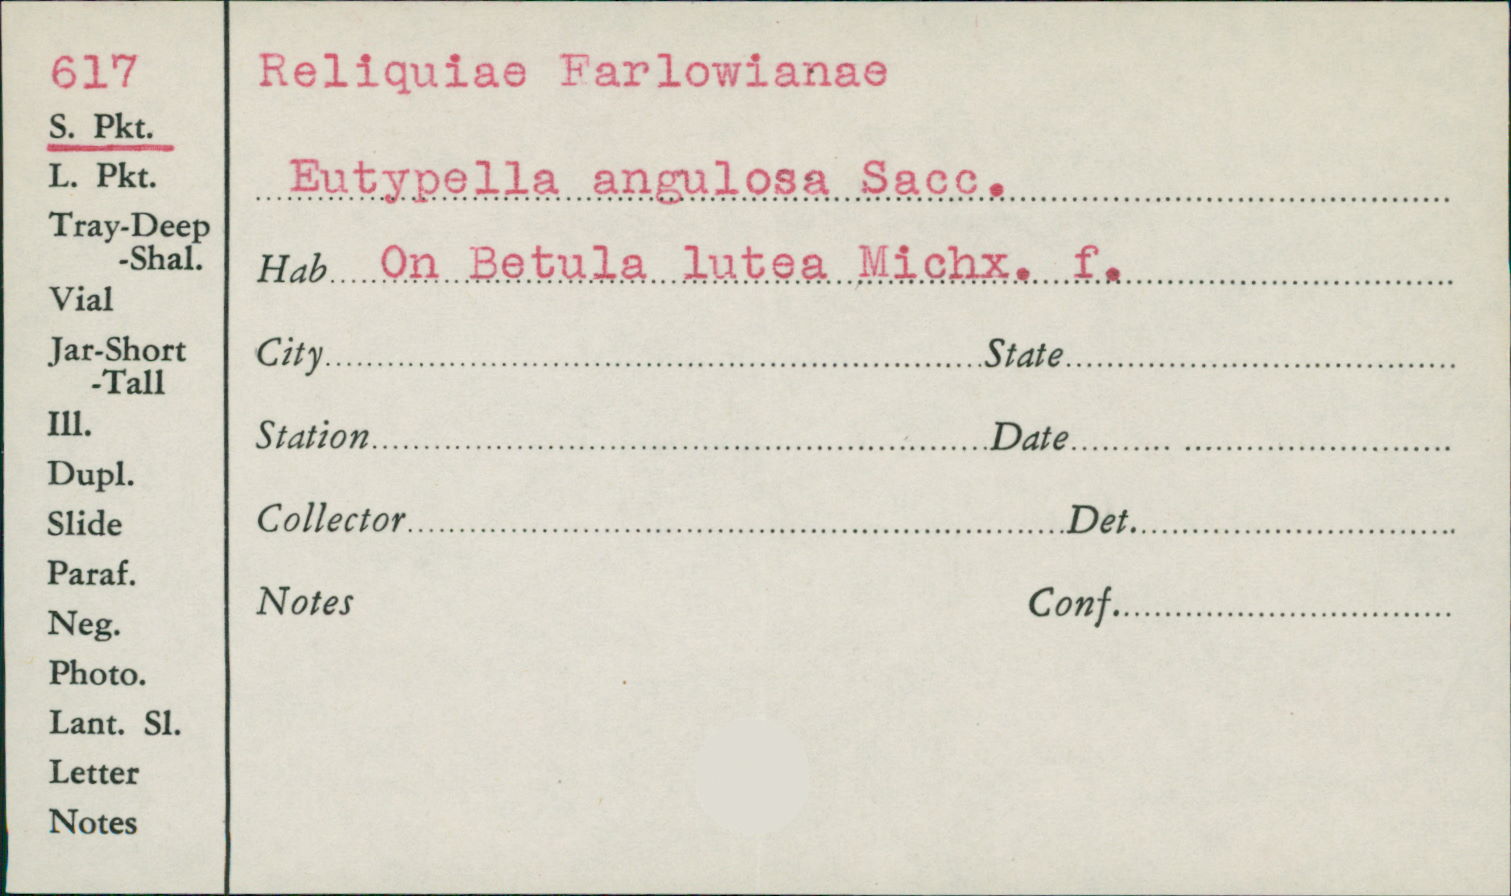 617
S. Pkt.
L. Pkt.
Tray-Deep
-Shal.
Vial
Jar-Short
-Tall
Ill.
Dupl.
Slide
Paraf.
Neg.
Photo.
Lant. Sl.
Letter
Notes
Reliquiae Farlowianae
Eutypella angulosa Sacc.
Hab On Betula lutea Michx. f.
City State
Station Date
Collector Det.
Notes Conf.